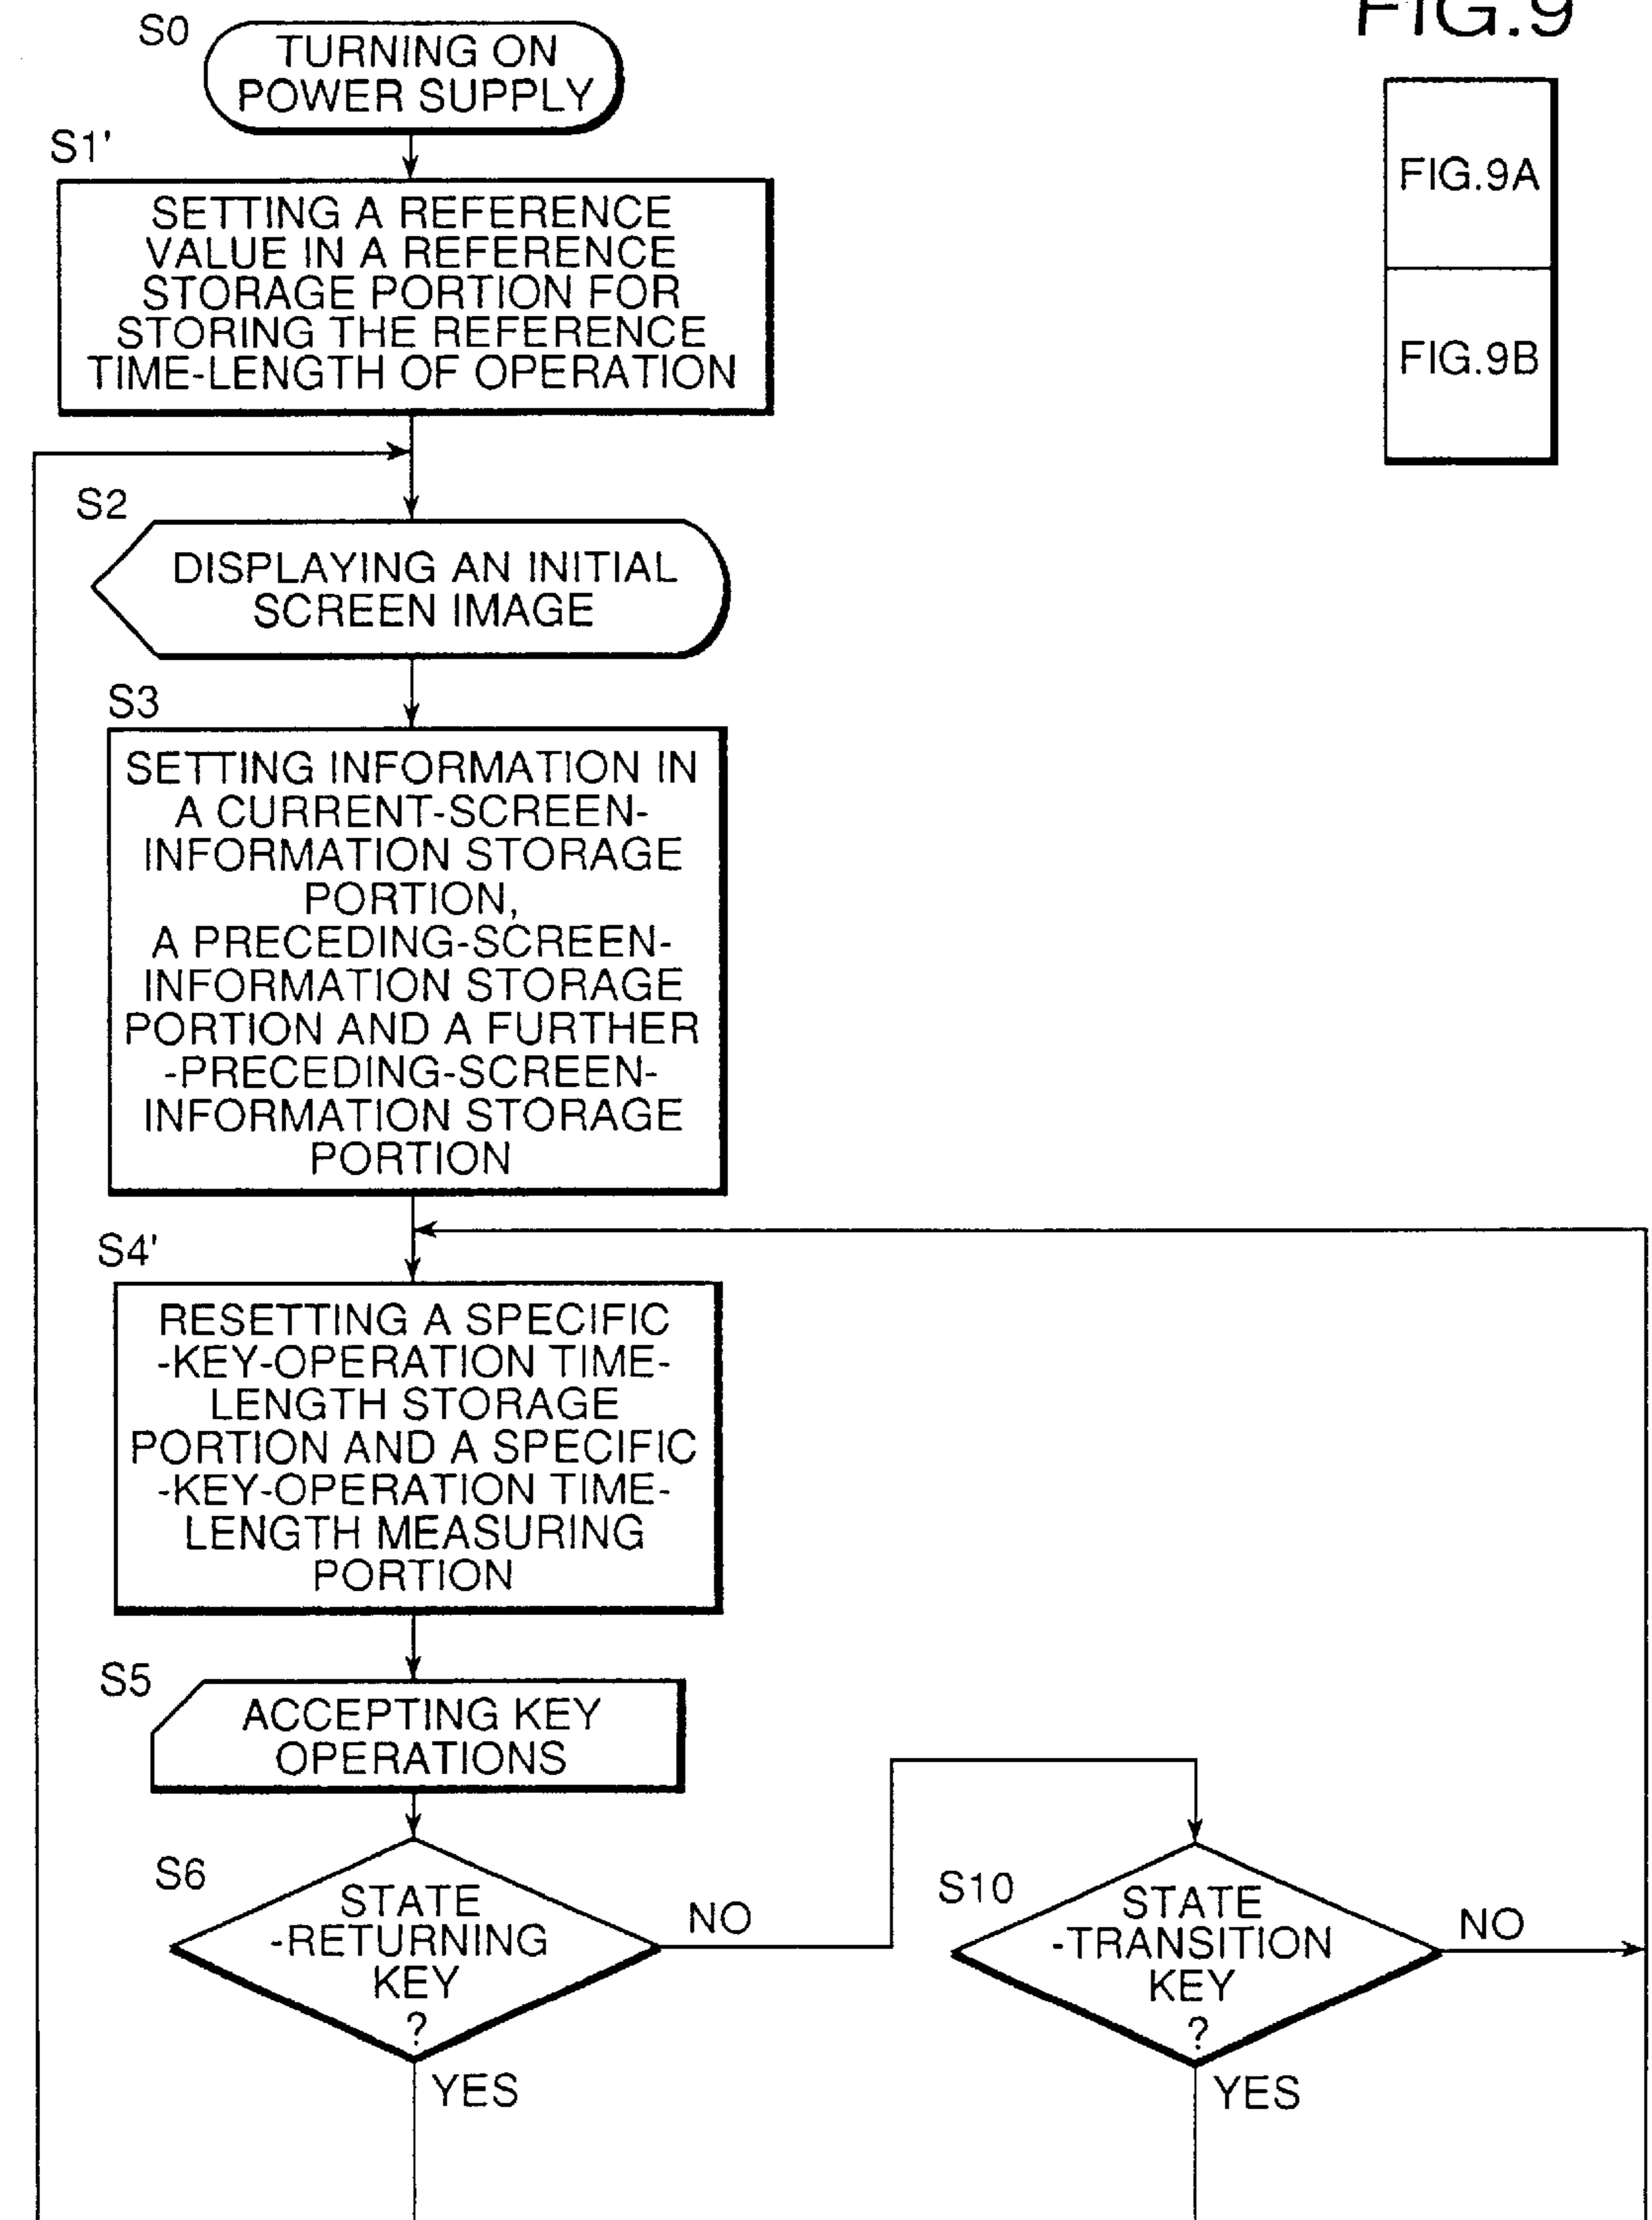 FIG.9
FIG.9A
FIG.9B
S0
TURNING ON
POWER SUPPLY
S1'
SETTING A REFERENCE
VALUE IN A REFERENCE
STORAGE PORTION FOR
STORING THE REFERENCE
TIME-LENGTH OF OPERATION
S2
DISPLAYING AN INITIAL
SCREEN IMAGE
S3
SETTING INFORMATION IN
A CURRENT-SCREEN-
INFORMATION STORAGE
PORTION,
A PRECEDING-SCREEN-
INFORMATION STORAGE
PORTION AND A FURTHER
-PRECEDING-SCREEN-
INFORMATION STORAGE
PORTION
S4'
RESETTING A SPECIFIC
-KEY-OPERATION TIME-
LENGTH STORAGE
PORTION AND A SPECIFIC
-KEY-OPERATION TIME-
LENGTH MEASURING
PORTION
S5
ACCEPTING KEY
OPERATIONS
S6
STATE
-RETURNING
KEY
?
NO
YES
S10
STATE
-TRANSITION
KEY
?
NO
YES